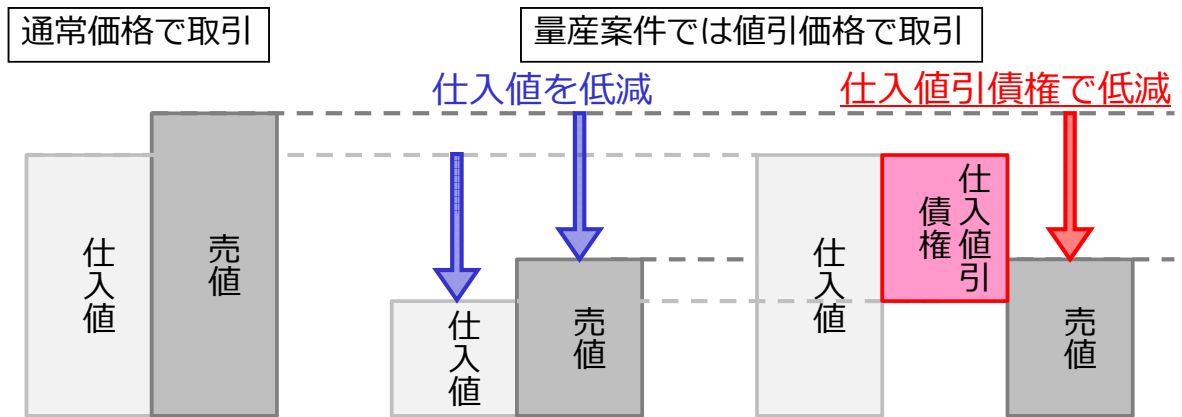 通常価格で取引
量産案件では値引価格で取引
仕入値を低減
仕入値引債権で低減
仕入値
売値
仕入値
売値
仕入値
仕入値引
債権
売値